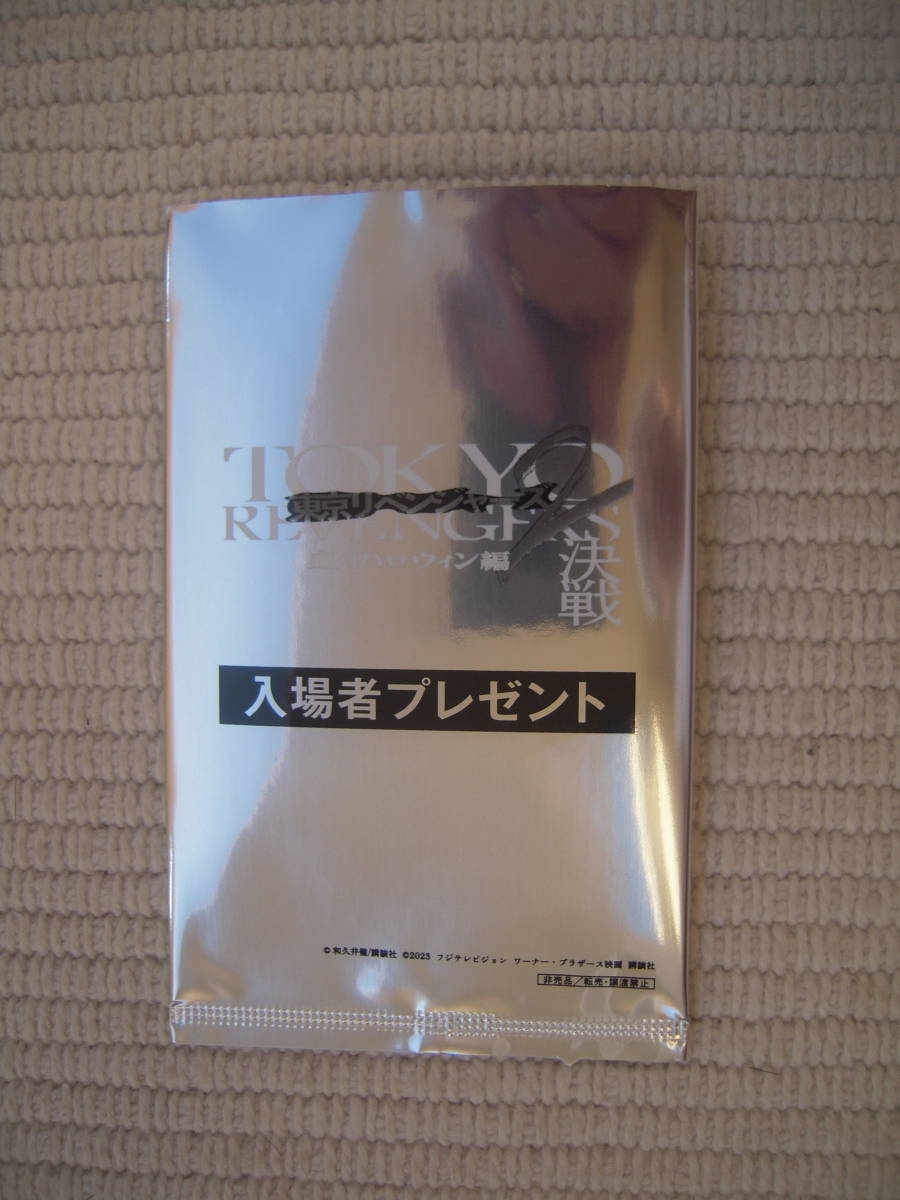 TOKYO
東京リベンジャーズ 2
REVENGERS
血のハロウィン編
決戦
入場者プレゼント
©和久井健/講談社 ©2023 フジテレビジョン ワーナー・ブラザース映画 講談社
非売品/転売・譲渡禁止